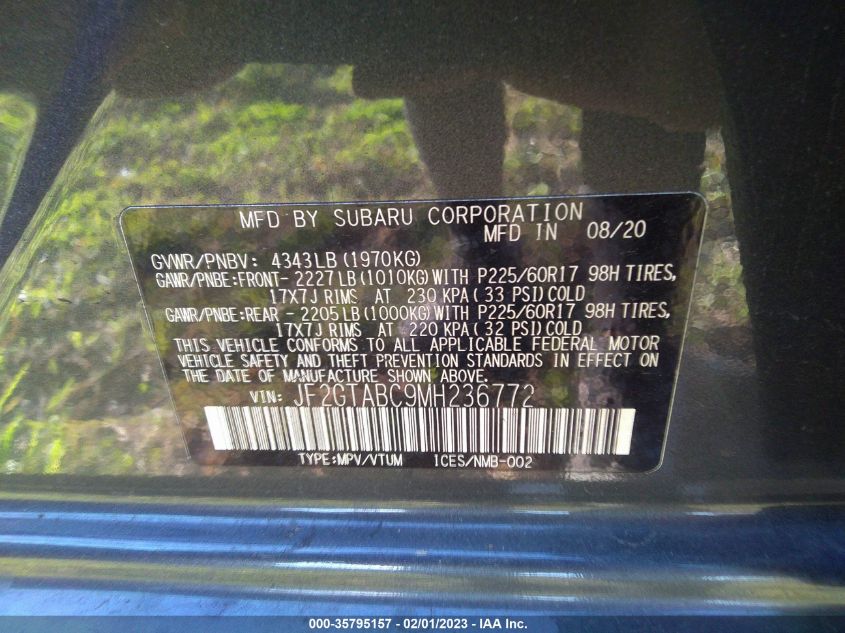 MFD BY SUBARU CORPORATION
MFD IN 08/20
GVWR/PNBV: 4343LB (1970KG)
GAWR/PNBE:FRONT- 2227LB (1010KG) WITH P225/60R17 98H TIRES,
17X7J RIMS AT 230 KPA (33 PSI) COLD
GAWR/PNBE:REAR - 2205LB (1000KG) WITH P225/60R17 98H TIRES,
17X7J RIMS AT 220 KPA (32 PSI) COLD
THIS VEHICLE CONFORMS TO ALL APPLICABLE FEDERAL MOTOR
VEHICLE SAFETY AND THEFT PREVENTION STANDARDS IN EFFECT ON
THE DATE OF MANUFACTURE SHOWN ABOVE.
VIN: JF2GTABC9MH236772
TYPE:MPV/VTUM ICES/NMB-002
000-35795157 - 02/01/2023 - IAA Inc.